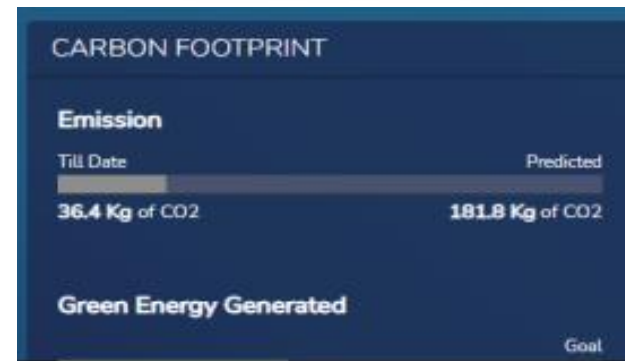 CARBON FOOTPRINT
Emission
Till Date Predicted
36.4 Kg of CO2 181.8 Kg of CO2
Green Energy Generated
Goal